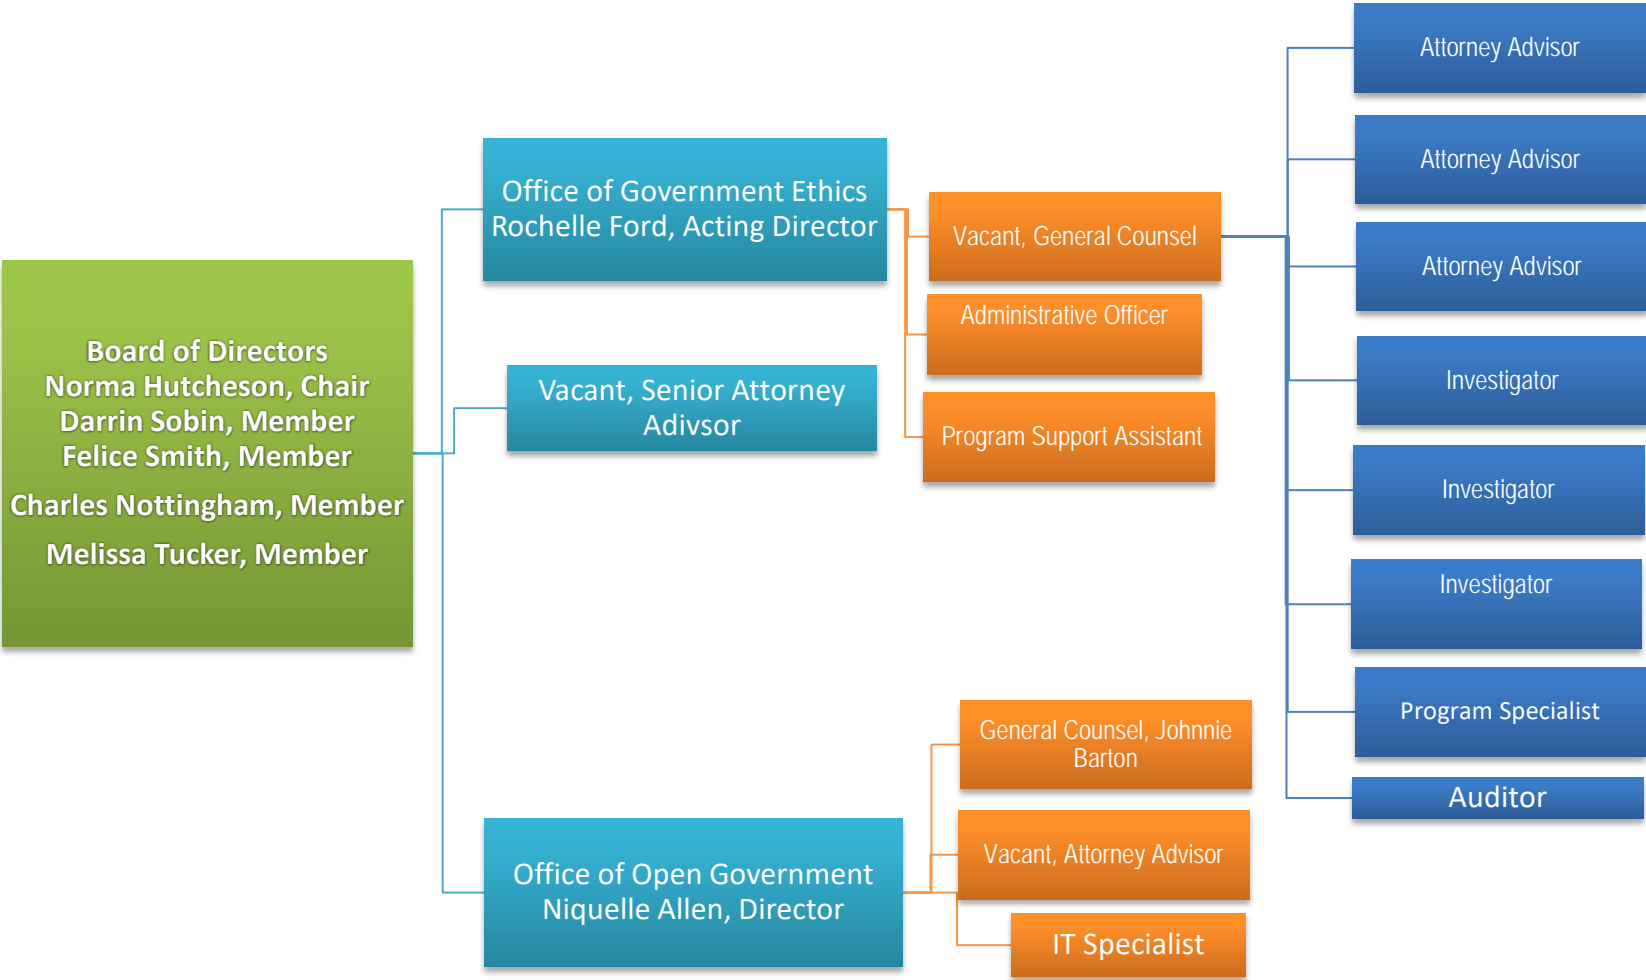 Board of Directors
Norma Hutcheson, Chair
Darrin Sobin, Member
Felice Smith, Member
Charles Nottingham, Member
Melissa Tucker, Member
Office of Government Ethics
Rochelle Ford, Acting Director
Vacant, Senior Attorney
Adivsor
Office of Open Government
Niquelle Allen, Director
Vacant, General Counsel
Administrative Officer
Program Support Assistant
General Counsel, Johnnie
Barton
Vacant, Attorney Advisor
IT Specialist
Attorney Advisor
Attorney Advisor
Attorney Advisor
Investigator
Investigator
Investigator
Program Specialist
Auditor